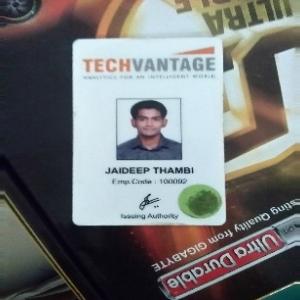 ULTRA
TECHVANTAGE
ANALYTICS FOR AN INTELLIGENT WORLD
JAIDEEP THAMBI
Emp.Code : 100092
Issuing Authority
sting Quality from GIGABYTE
Ultra Durable